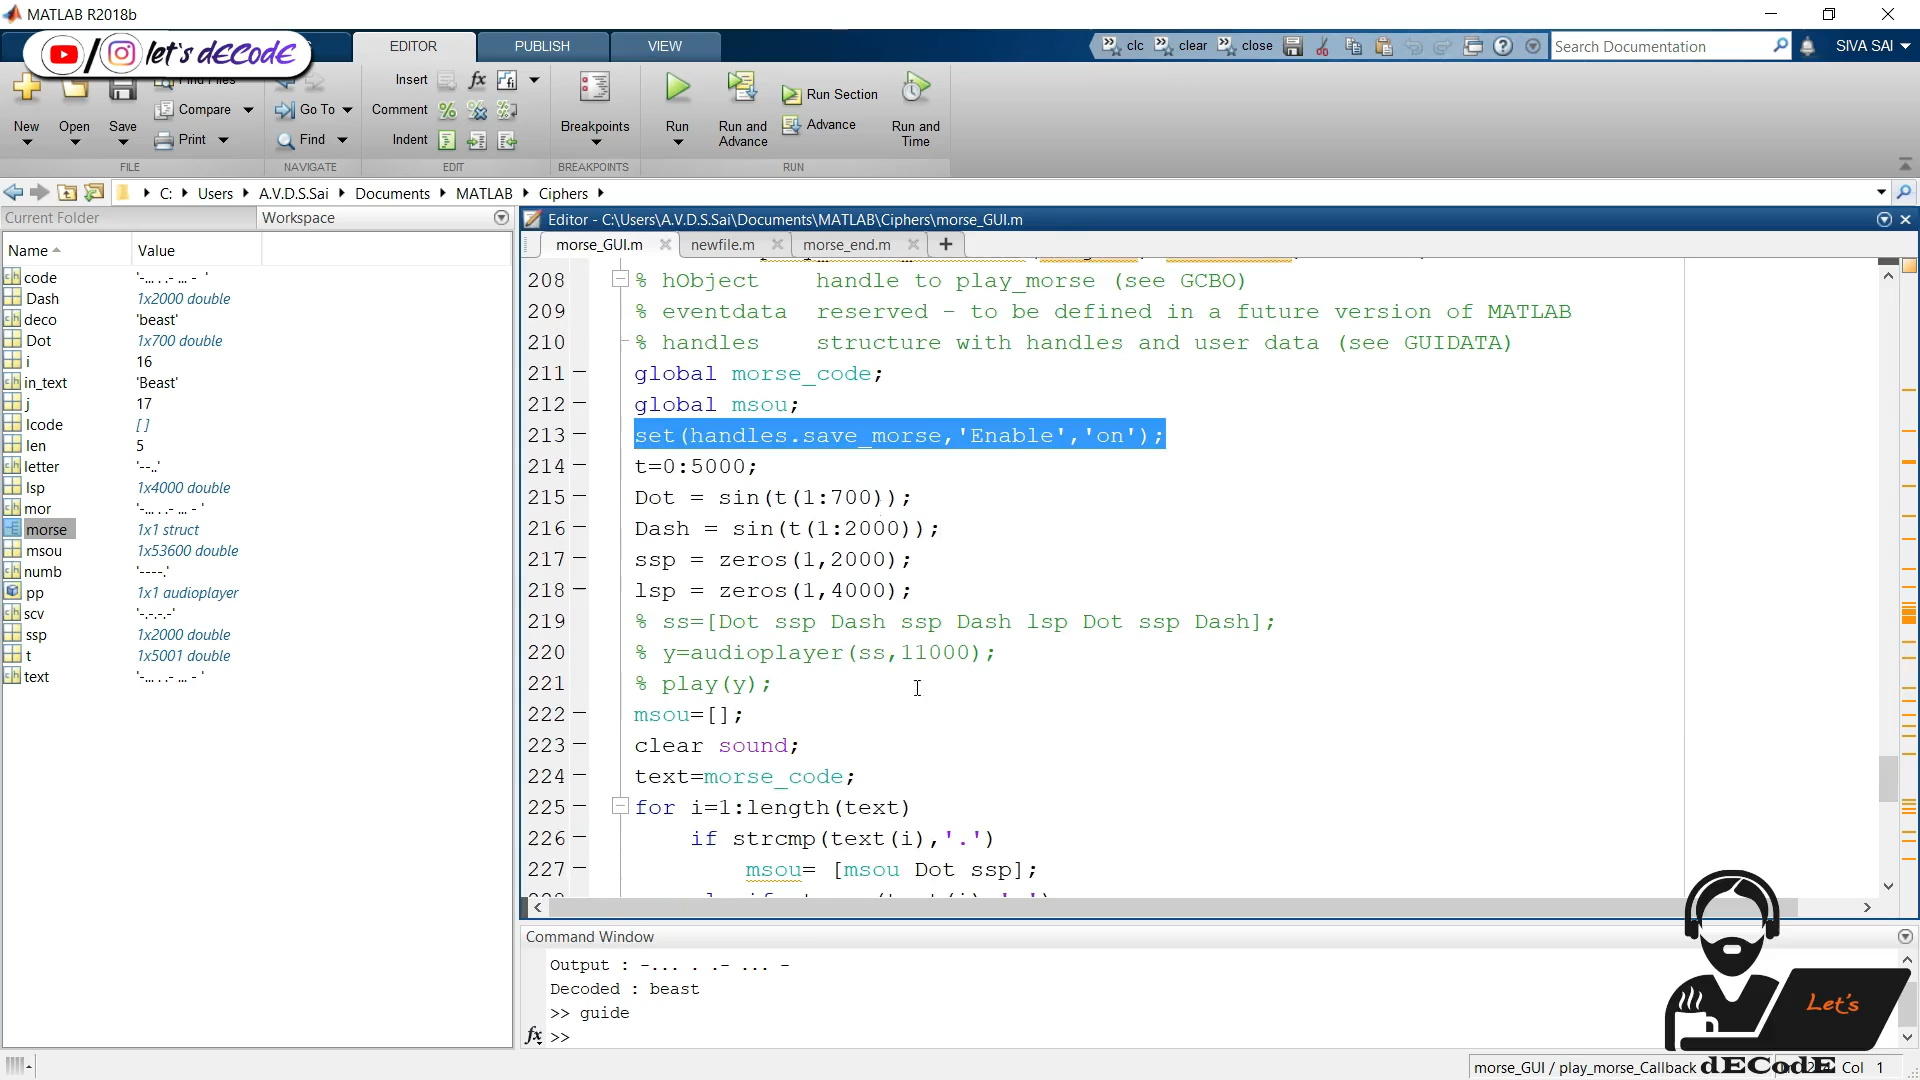 MATLAB R2018b
/ let's dECodE
EDITOR PUBLISH VIEW
clc clear close Search Documentation SIVA SAI
New Open Save Find Files Compare Print
Go To Find
Insert Comment Indent
Breakpoints
Run Run and Advance Run Section Advance Run and Time
FILE NAVIGATE EDIT BREAKPOINTS RUN
C: Users A.V.D.S.Sai Documents MATLAB Ciphers
Current Folder
Workspace
Name Value
code '-... . .- ... - '
Dash 1x2000 double
deco 'beast'
Dot 1x700 double
i 16
in_text 'Beast'
j 17
lcode []
len 5
letter '--..'
lsp 1x4000 double
mor '-... . .- ... - '
morse 1x1 struct
msou 1x53600 double
numb '----.'
pp 1x1 audioplayer
scv '-.-.-.-'
ssp 1x2000 double
t 1x5001 double
text '-... . .- ... - '
Editor - C:\Users\A.V.D.S.Sai\Documents\MATLAB\Ciphers\morse_GUI.m
morse_GUI.m newfile.m morse_end.m
208 % hObject    handle to play_morse (see GCBO)
209 % eventdata  reserved - to be defined in a future version of MATLAB
210 % handles    structure with handles and user data (see GUIDATA)
211 global morse_code;
212 global msou;
213 set(handles.save_morse,'Enable','on');
214 t=0:5000;
215 Dot = sin(t(1:700));
216 Dash = sin(t(1:2000));
217 ssp = zeros(1,2000);
218 lsp = zeros(1,4000);
219 % ss=[Dot ssp Dash ssp Dash lsp Dot ssp Dash];
220 % y=audioplayer(ss,11000);
221 % play(y);
222 msou=[];
223 clear sound;
224 text=morse_code;
225 for i=1:length(text)
226 if strcmp(text(i),'.')
227 msou= [msou Dot ssp];
Command Window
Output : -... . .- ... -
Decoded : beast
>> guide
fx >>
Let's
dECodE
morse_GUI / play_morse_Callback Col 1